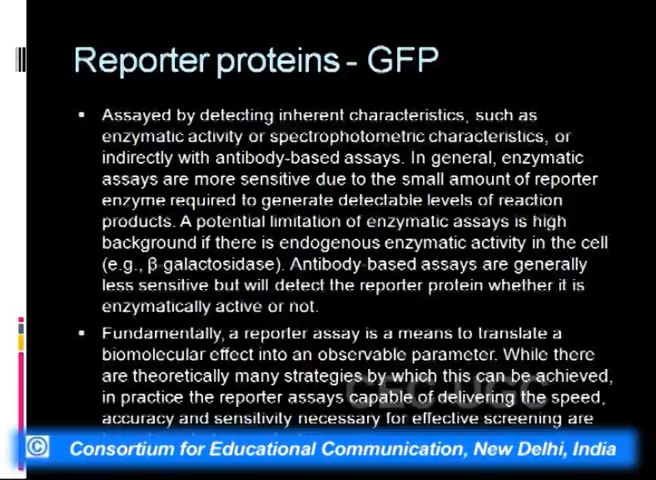 Reporter proteins - GFP
Assayed by detecting inherent characteristics, such as
enzymatic activity or spectrophotometric characteristics, or
indirectly with antibody-based assays. In general, enzymatic
assays are more sensitive due to the small amount of reporter
enzyme required to generate detectable levels of reaction
products. A potential limitation of enzymatic assays is high
background if there is endogenous enzymatic activity in the cell
(e.g., β-galactosidase). Antibody-based assays are generally
less sensitive but will detect the reporter protein whether it is
enzymatically active or not.
Fundamentally, a reporter assay is a means to translate a
biomolecular effect into an observable parameter. While there
are theoretically many strategies by which this can be achieved,
in practice the reporter assays capable of delivering the speed,
CEC-UGC
accuracy and sensitivity necessary for effective screening are
© Consortium for Educational Communication, New Delhi, India